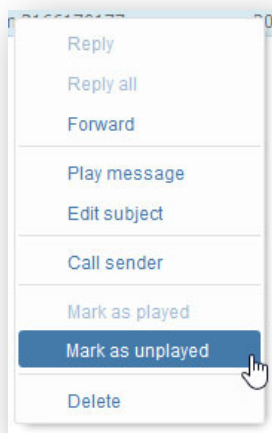 Reply
Reply all
Forward
Play message
Edit subject
Call sender
Mark as played
Mark as unplayed
Delete